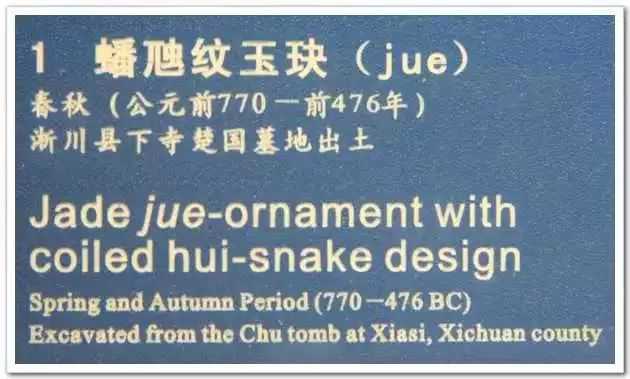 1 蟠虺纹玉玦（jue）
春秋（公元前770－前476年）
淅川县下寺楚国墓地出土
Jade jue-ornament with
coiled hui-snake design
Spring and Autumn Period (770－476 BC)
Excavated from the Chu tomb at Xiasi, Xichuan county